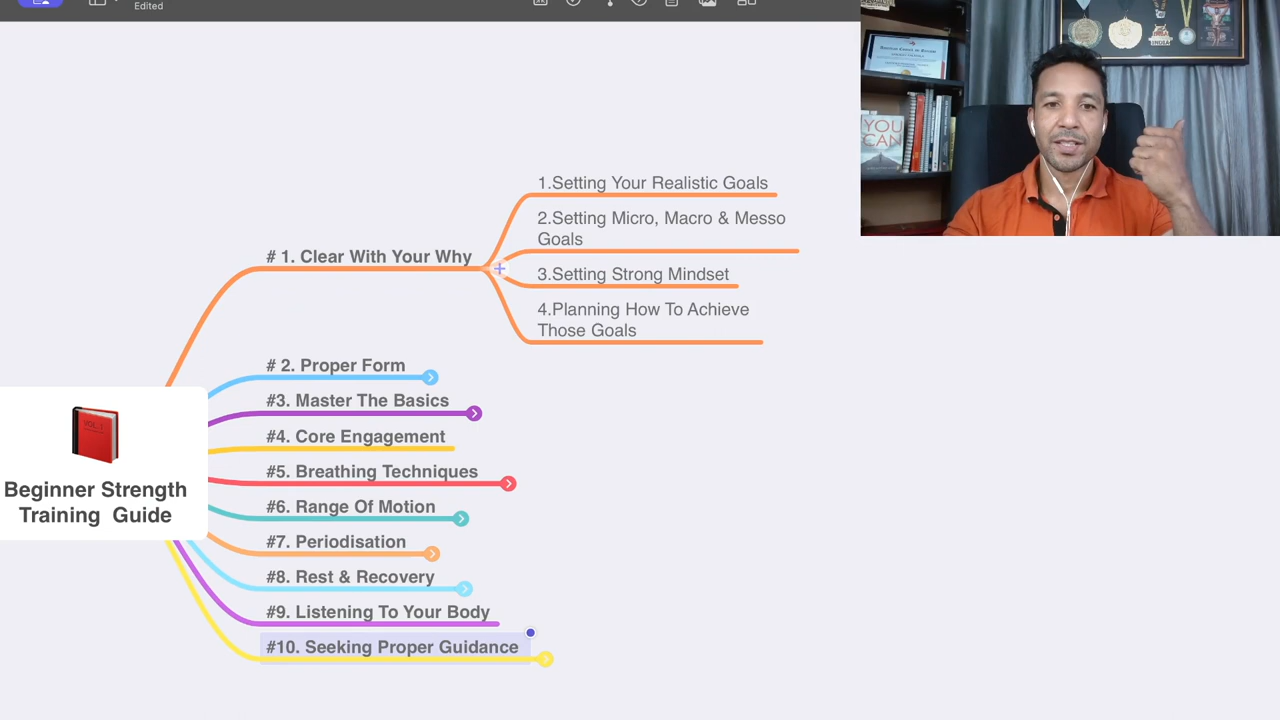 Edited
1.Setting Your Realistic Goals
2.Setting Micro, Macro & Messo
Goals
# 1. Clear With Your Why
3.Setting Strong Mindset
4.Planning How To Achieve
Those Goals
# 2. Proper Form
#3. Master The Basics
#4. Core Engagement
#5. Breathing Techniques
#6. Range Of Motion
#7. Periodisation
#8. Rest & Recovery
#9. Listening To Your Body
#10. Seeking Proper Guidance
VOL.1
Beginner Strength
Training Guide
YOU
CAN